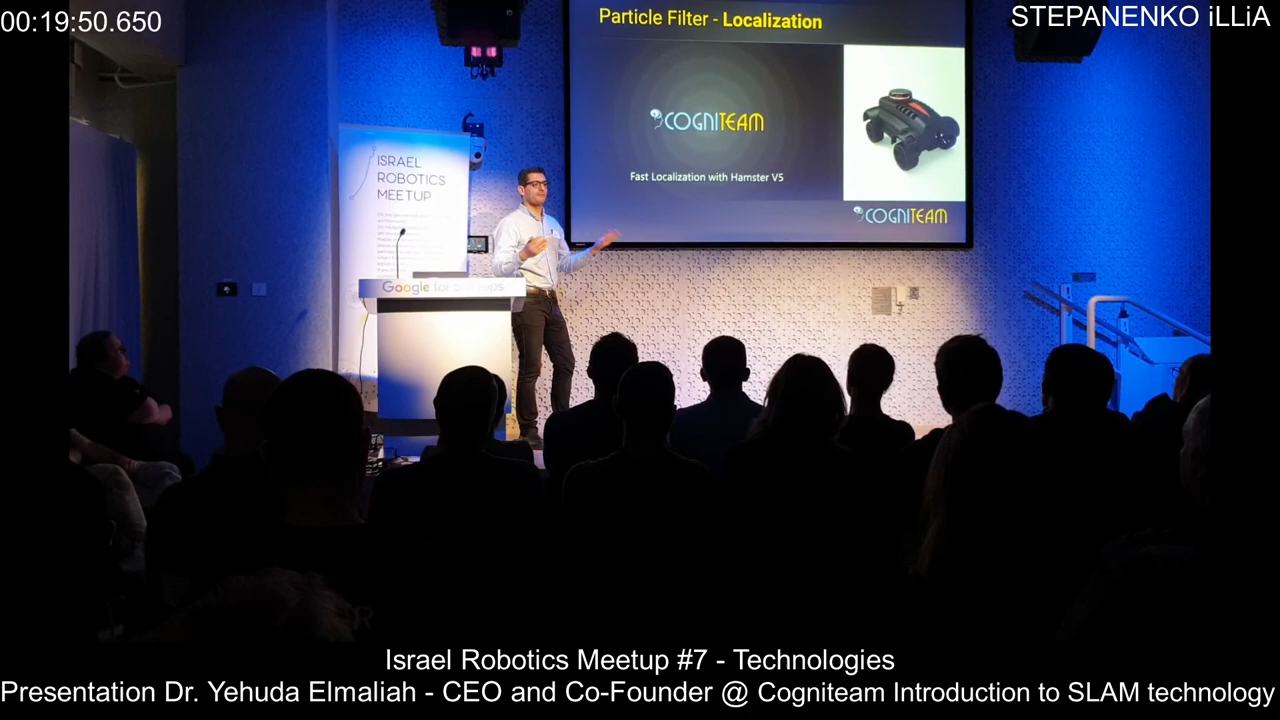 00:19:50.650
STEPANENKO iLLiA
Particle Filter - Localization
COGNITEAM
Fast Localization with Hamster V5
COGNITEAM
ISRAEL
ROBOTICS
MEETUP
Google for Startups
Israel Robotics Meetup #7 - Technologies
Presentation Dr. Yehuda Elmaliah - CEO and Co-Founder @ Cogniteam Introduction to SLAM technology